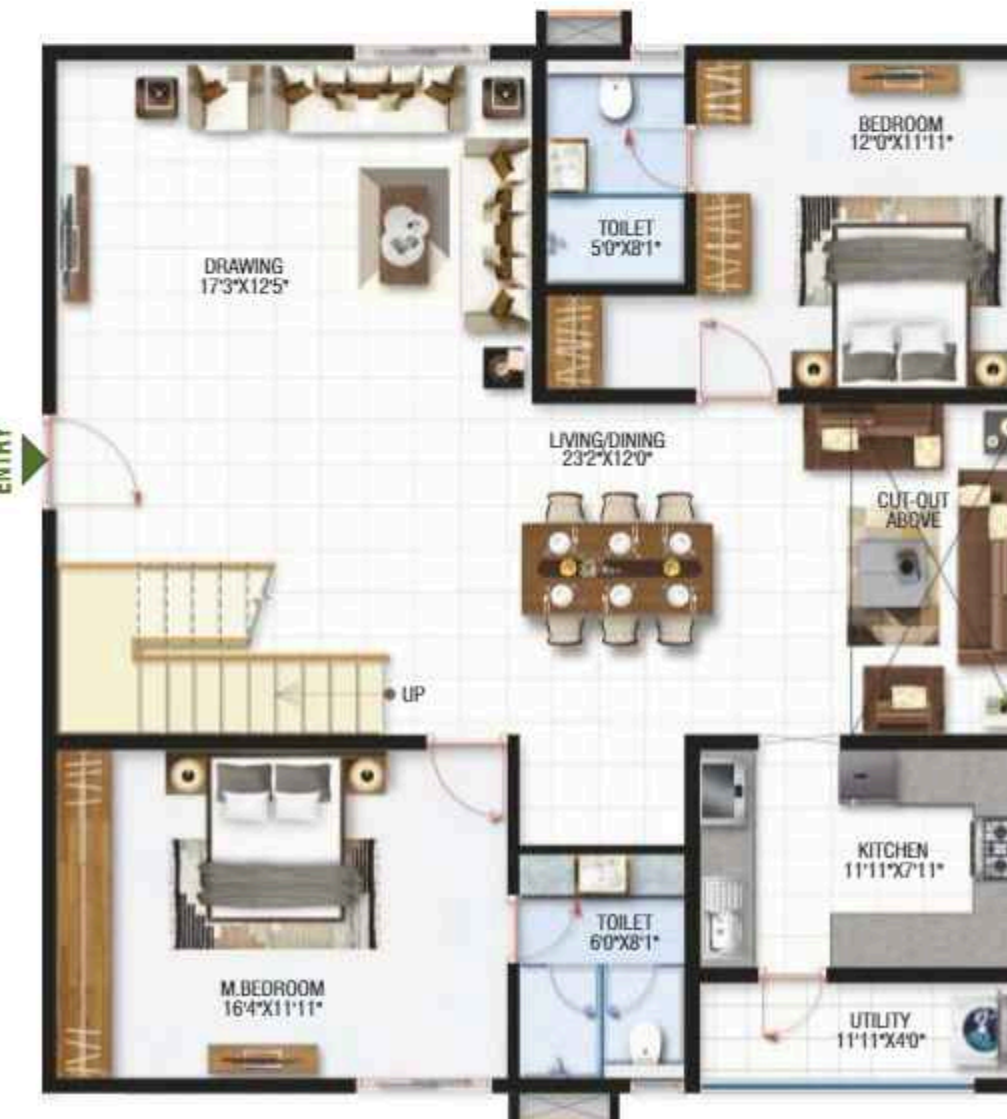 BEDROOM
12'0"X11'11"
TOILET
5'0"X8'1"
DRAWING
17'3"X12'5"
ENTRY
LIVING/DINING
23'2"X12'0"
CUT-OUT
ABOVE
UP
KITCHEN
11'11"X7'11"
TOILET
6'0"X8'1"
M.BEDROOM
16'4"X11'11"
UTILITY
11'11"X4'0"